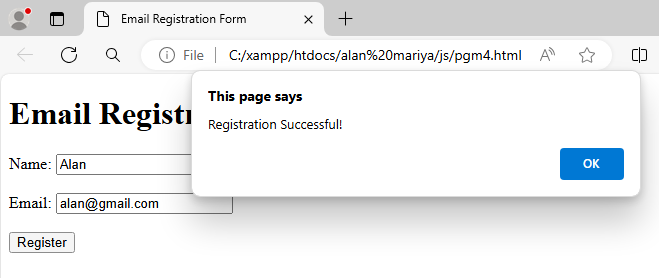 Email Registration Form
File
C:/xampp/htdocs/alan%20mariya/js/pgm4.html
This page says
Registration Successful!
OK
Email Regist
Name: Alan
Email: alan@gmail.com
Register